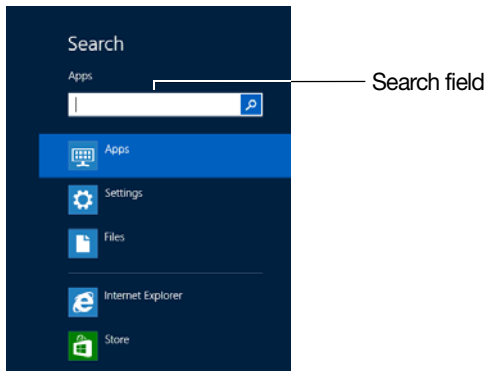 Search
Apps
Search field
Apps
Settings
Files
Internet Explorer
Store